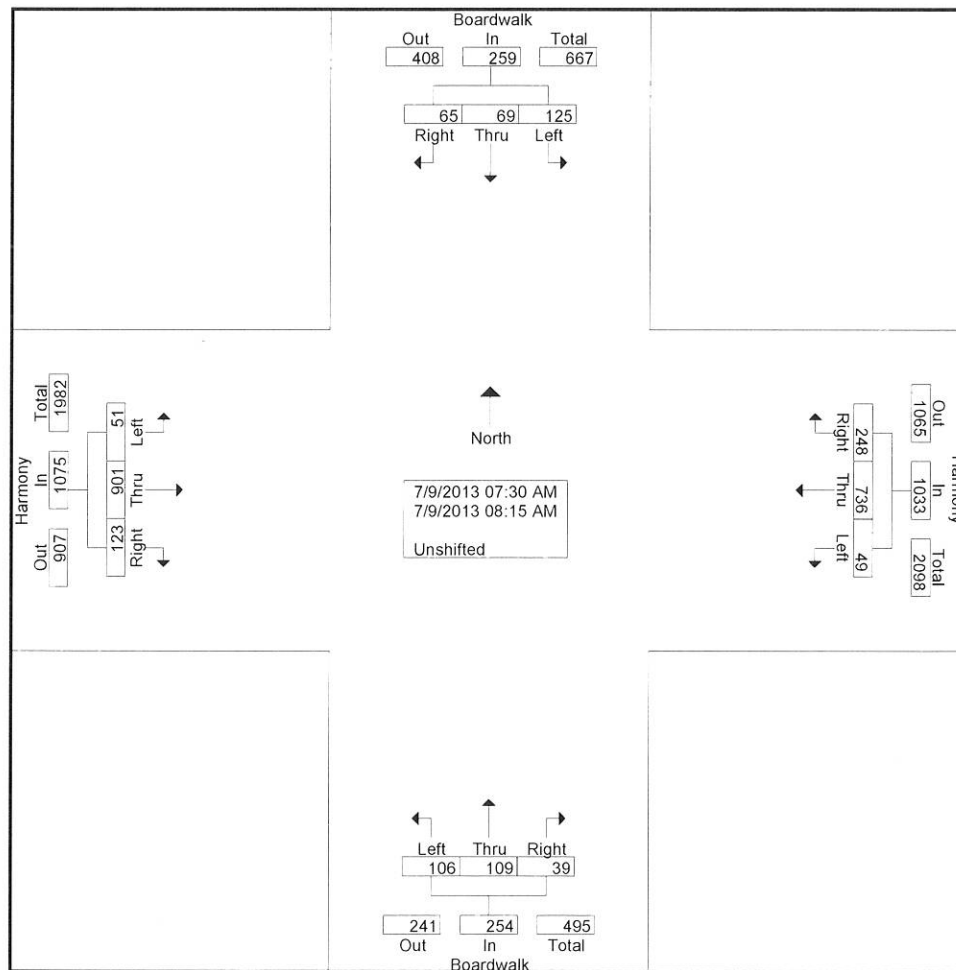 Boardwalk
Out In Total
408 259 667
65 69 125
Right Thru Left
Harmony
Total In Out
1982 1075 907
51 901 123
Left Thru Right
North
7/9/2013 07:30 AM
7/9/2013 08:15 AM
Unshifted
Right Thru Left
248 736 49
Out In Total
1065 1033 2098
Harmony
Left Thru Right
106 109 39
241 254 495
Out In Total
Boardwalk